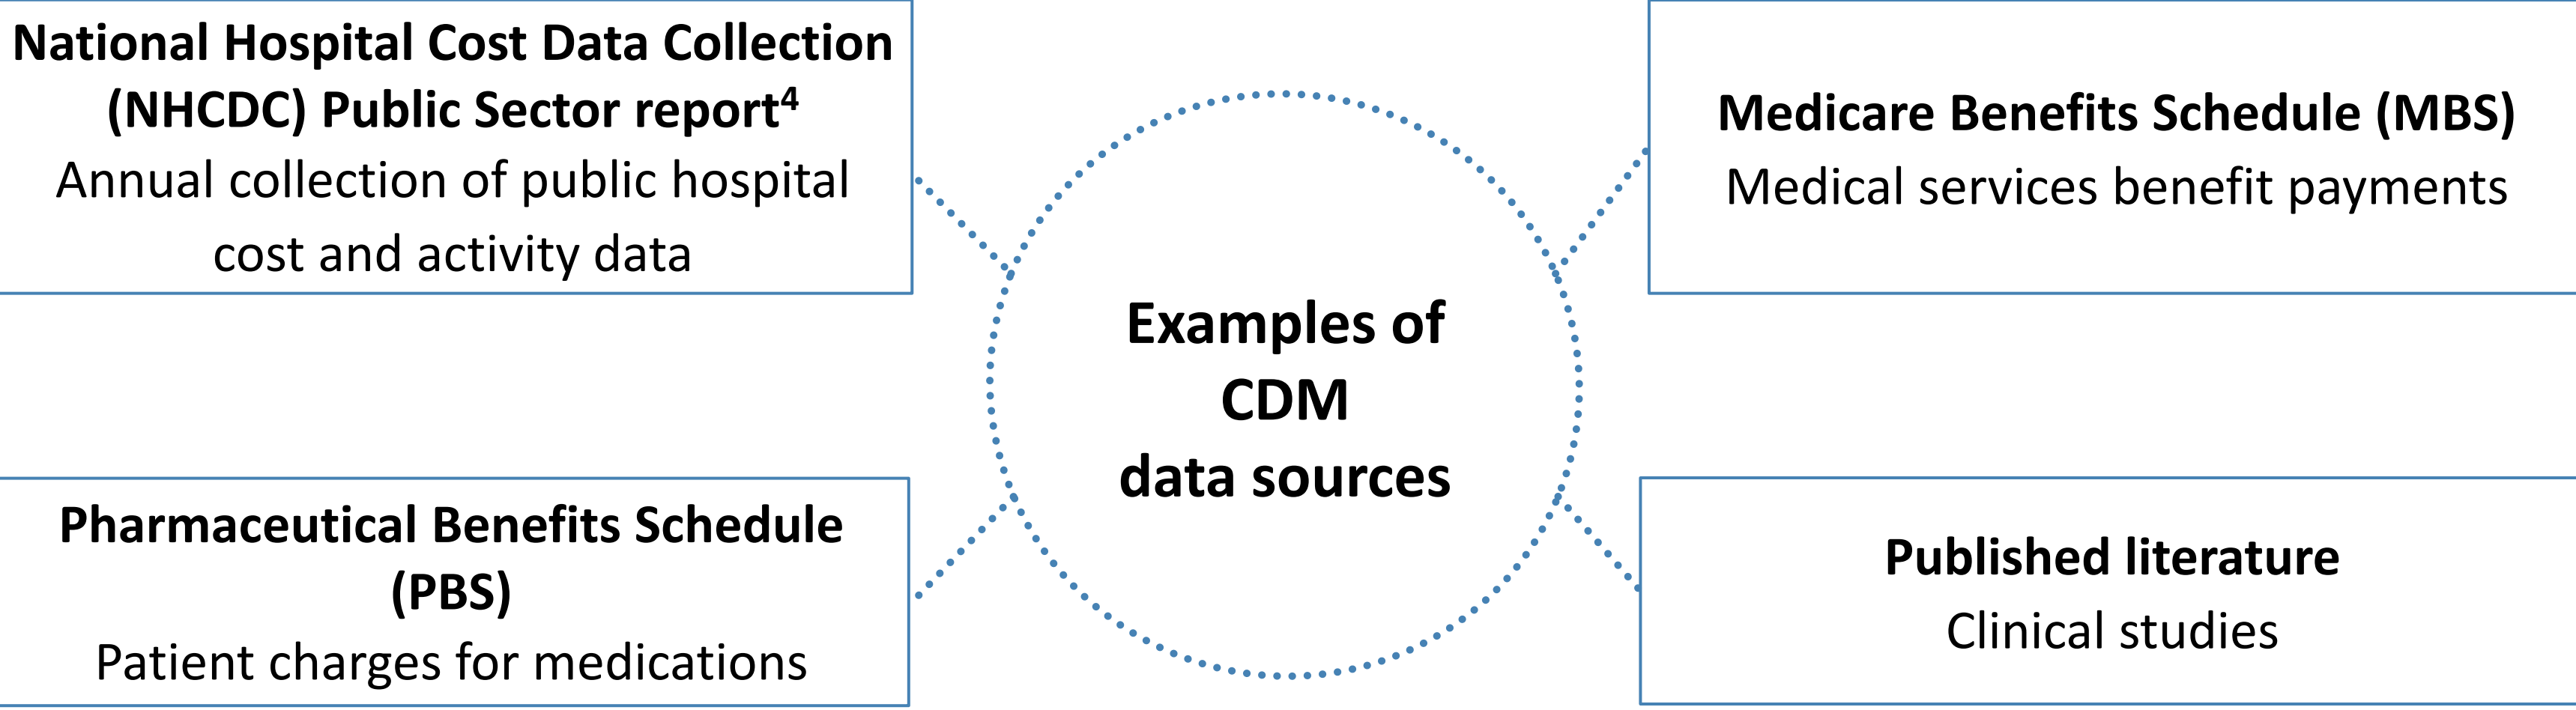 National Hospital Cost Data Collection
(NHCDC) Public Sector report⁴
Annual collection of public hospital
cost and activity data
Medicare Benefits Schedule (MBS)
Medical services benefit payments
Examples of
CDM
data sources
Pharmaceutical Benefits Schedule
(PBS)
Patient charges for medications
Published literature
Clinical studies